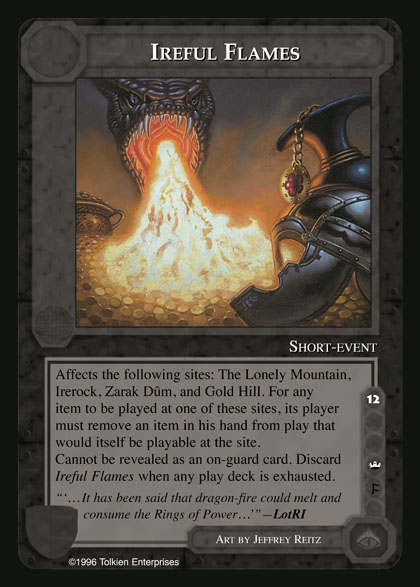 Ireful Flames
Short-event
Affects the following sites: The Lonely Mountain,
Irerock, Zarak Dûm, and Gold Hill. For any
item to be played at one of these sites, its player
must remove an item in his hand from play that
would itself be playable at the site.
Cannot be revealed as an on-guard card. Discard
Ireful Flames when any play deck is exhausted.
“‘…It has been said that dragon-fire could melt and
consume the Rings of Power…’”—LotRI
12
Art by Jeffrey Reitz
©1996 Tolkien Enterprises